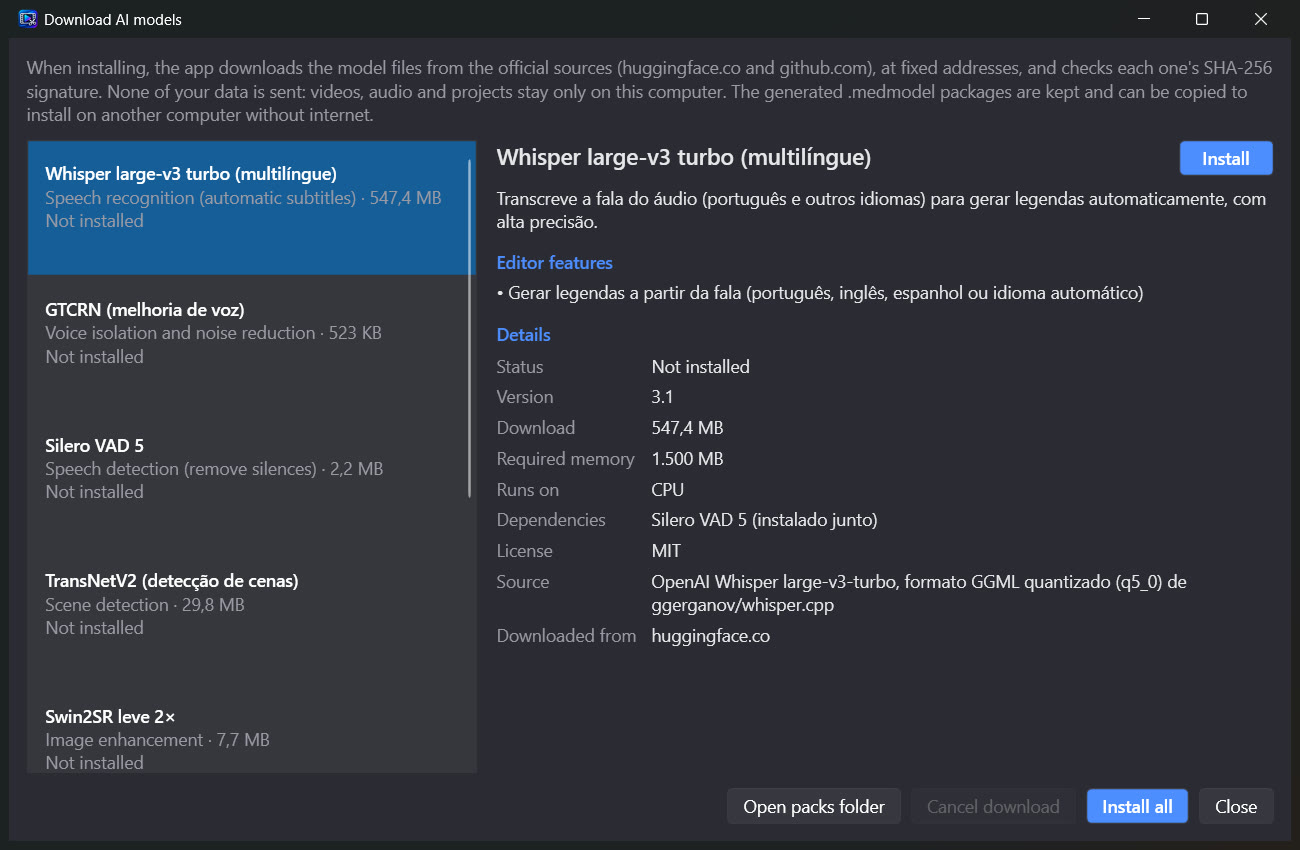 Download AI models
When installing, the app downloads the model files from the official sources (huggingface.co and github.com), at fixed addresses, and checks each one's SHA-256
signature. None of your data is sent: videos, audio and projects stay only on this computer. The generated .medmodel packages are kept and can be copied to
install on another computer without internet.
Whisper large-v3 turbo (multilíngue)
Speech recognition (automatic subtitles) · 547,4 MB
Not installed
GTCRN (melhoria de voz)
Voice isolation and noise reduction · 523 KB
Not installed
Silero VAD 5
Speech detection (remove silences) · 2,2 MB
Not installed
TransNetV2 (detecção de cenas)
Scene detection · 29,8 MB
Not installed
Swin2SR leve 2×
Image enhancement · 7,7 MB
Not installed
Whisper large-v3 turbo (multilíngue)
Install
Transcreve a fala do áudio (português e outros idiomas) para gerar legendas automaticamente, com
alta precisão.
Editor features
• Gerar legendas a partir da fala (português, inglês, espanhol ou idioma automático)
Details
Status Not installed
Version 3.1
Download 547,4 MB
Required memory 1.500 MB
Runs on CPU
Dependencies Silero VAD 5 (instalado junto)
License MIT
Source OpenAI Whisper large-v3-turbo, formato GGML quantizado (q5_0) de
ggerganov/whisper.cpp
Downloaded from huggingface.co
Open packs folder Cancel download Install all Close